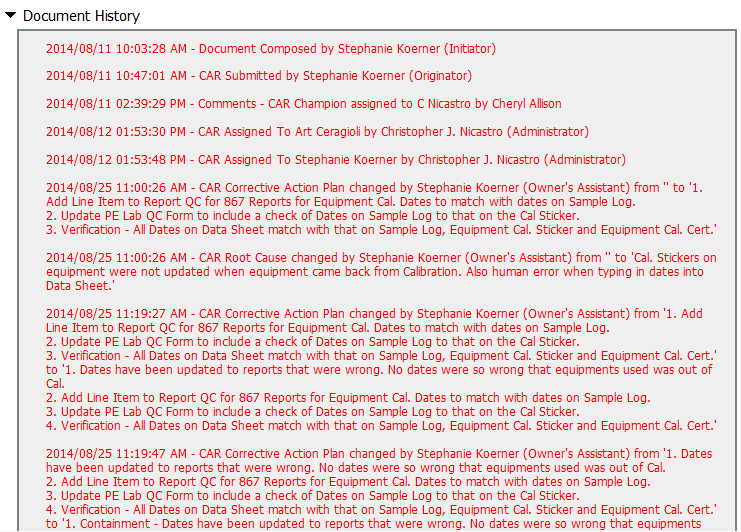 Document History
2014/08/11 10:03:28 AM - Document Composed by Stephanie Koerner (Initiator)
2014/08/11 10:47:01 AM - CAR Submitted by Stephanie Koerner (Originator)
2014/08/11 02:39:29 PM - Comments - CAR Champion assigned to C Nicastro by Cheryl Allison
2014/08/12 01:53:30 PM - CAR Assigned To Art Ceragioli by Christopher J. Nicastro (Administrator)
2014/08/12 01:53:48 PM - CAR Assigned To Stephanie Koerner by Christopher J. Nicastro (Administrator)
2014/08/25 11:00:26 AM - CAR Corrective Action Plan changed by Stephanie Koerner (Owner's Assistant) from '' to '1.
Add Line Item to Report QC for 867 Reports for Equipment Cal. Dates to match with dates on Sample Log.
2. Update PE Lab QC Form to include a check of Dates on Sample Log to that on the Cal Sticker.
3. Verification - All Dates on Data Sheet match with that on Sample Log, Equipment Cal. Sticker and Equipment Cal. Cert.'
2014/08/25 11:00:26 AM - CAR Root Cause changed by Stephanie Koerner (Owner's Assistant) from '' to 'Cal. Stickers on
equipment were not updated when equipment came back from Calibration. Also human error when typing in dates into
Data Sheet.'
2014/08/25 11:19:27 AM - CAR Corrective Action Plan changed by Stephanie Koerner (Owner's Assistant) from '1. Add
Line Item to Report QC for 867 Reports for Equipment Cal. Dates to match with dates on Sample Log.
2. Update PE Lab QC Form to include a check of Dates on Sample Log to that on the Cal Sticker.
3. Verification - All Dates on Data Sheet match with that on Sample Log, Equipment Cal. Sticker and Equipment Cal. Cert.'
to '1. Dates have been updated to reports that were wrong. No dates were so wrong that equipments used was out of
Cal.
2. Add Line Item to Report QC for 867 Reports for Equipment Cal. Dates to match with dates on Sample Log.
3. Update PE Lab QC Form to include a check of Dates on Sample Log to that on the Cal Sticker.
4. Verification - All Dates on Data Sheet match with that on Sample Log, Equipment Cal. Sticker and Equipment Cal. Cert.'
2014/08/25 11:19:47 AM - CAR Corrective Action Plan changed by Stephanie Koerner (Owner's Assistant) from '1. Dates
have been updated to reports that were wrong. No dates were so wrong that equipments used was out of Cal.
2. Add Line Item to Report QC for 867 Reports for Equipment Cal. Dates to match with dates on Sample Log.
3. Update PE Lab QC Form to include a check of Dates on Sample Log to that on the Cal Sticker.
4. Verification - All Dates on Data Sheet match with that on Sample Log, Equipment Cal. Sticker and Equipment Cal. Cert.'
to '1. Containment - Dates have been updated to reports that were wrong. No dates were so wrong that equipments